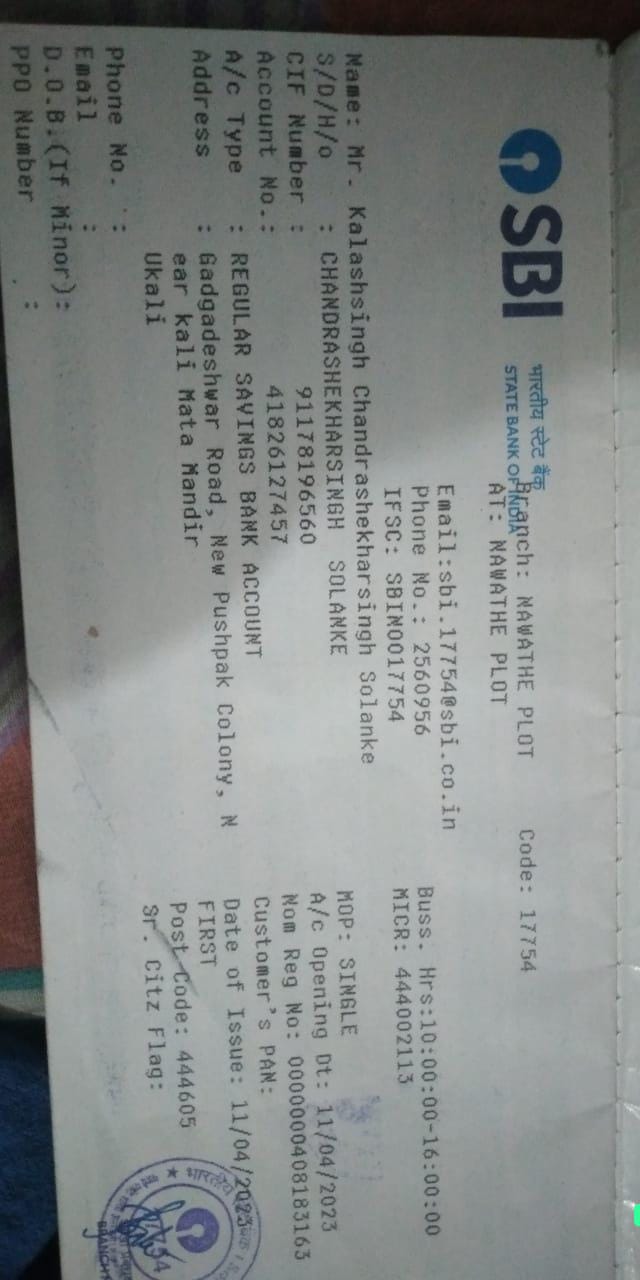 SBI
भारतीय स्टेट बैंक
STATE BANK OF INDIA
Branch: NAWATHE PLOT Code: 17754
AT: NAWATHE PLOT
Email:sbi.17754@sbi.co.in
Phone No.: 2560956 Buss. Hrs:10:00:00-16:00:00
IFSC: SBIN0017754 MICR: 444002113
Name: Mr. Kalashsingh Chandrashekharsingh Solanke
S/D/H/o : CHANDRASHEKHARSINGH SOLANKE MOP: SINGLE
CIF Number : 91178196560 A/c Opening Dt: 11/04/2023
Account No.: 41826127457 Nom Reg No: 0000000408183163
A/c Type : REGULAR SAVINGS BANK ACCOUNT Customer's PAN:
Address : Gadgadeshwar Road, New Pushpak Colony, N Date of Issue: 11/04/2023
ear kali Mata Mandir FIRST
Ukali Post Code: 444605
Phone No. : Sr. Citz Flag:
Email :
D.O.B.(If Minor):
PPO Number :
भारतीय